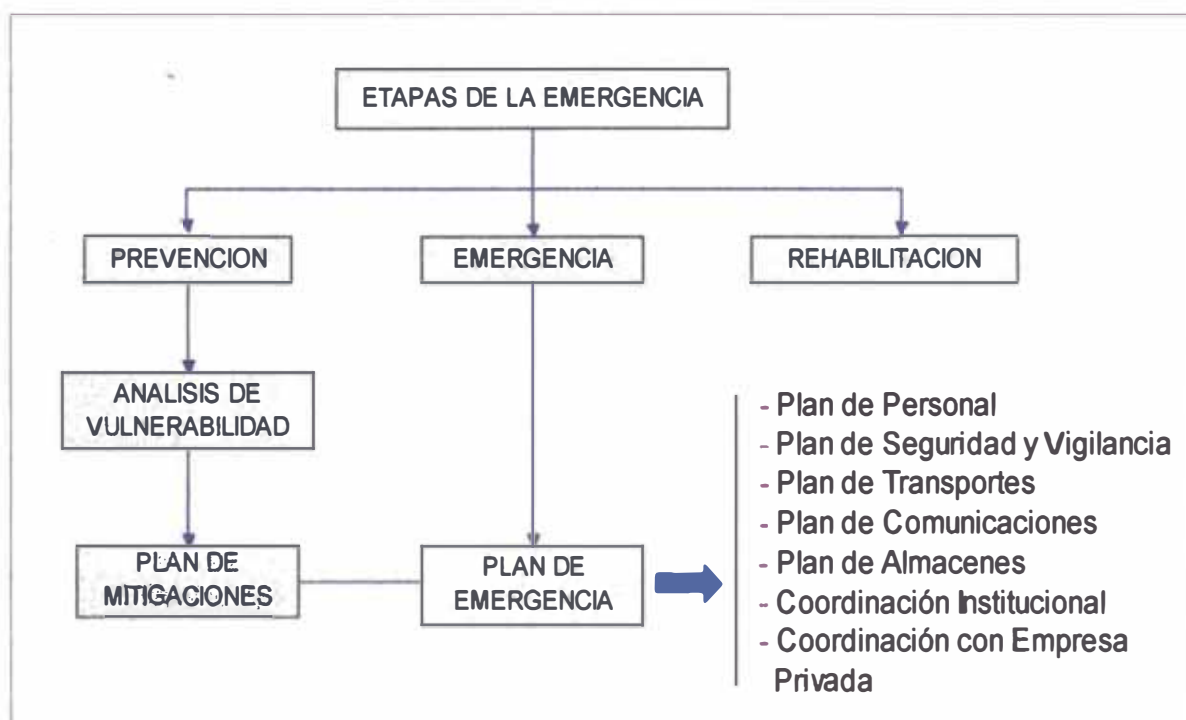 ETAPAS DE LA EMERGENCIA
PREVENCION
EMERGENCIA
REHABILITACION
ANALISIS DE
VULNERABILIDAD
PLAN DE
MITIGACIONES
PLAN DE
EMERGENCIA
- Plan de Personal
- Plan de Seguridad y Vigilancia
- Plan de Transportes
- Plan de Comunicaciones
- Plan de Almacenes
- Coordinación Institucional
- Coordinación con Empresa
Privada